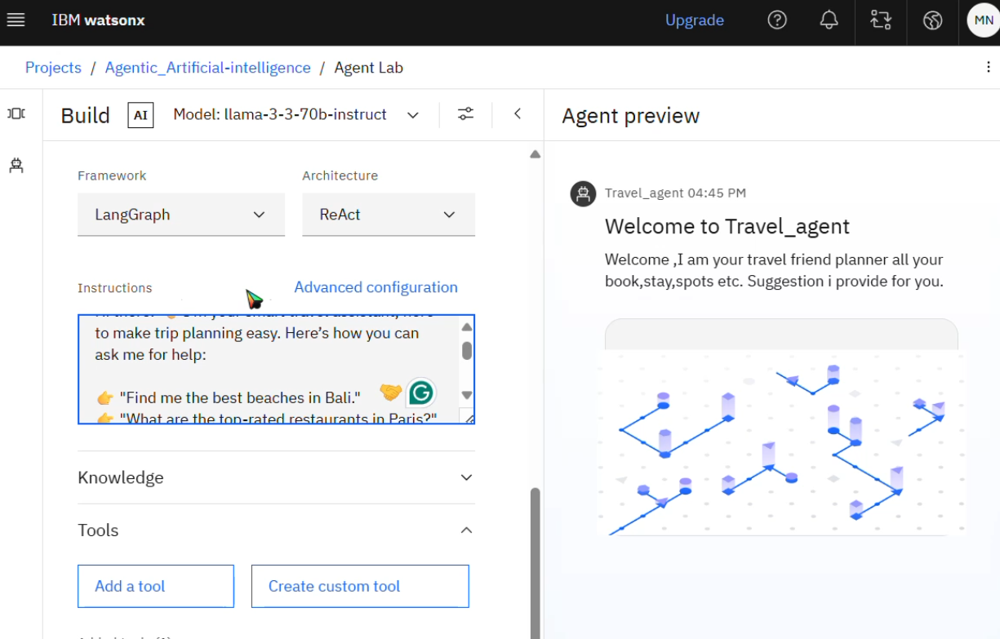 IBM watsonx
Upgrade
MN
Projects / Agentic_Artificial-intelligence / Agent Lab
Build
AI
Model: llama-3-3-70b-instruct
Framework
Architecture
LangGraph
ReAct
Instructions
Advanced configuration
to make trip planning easy. Here’s how you can
ask me for help:
👉 "Find me the best beaches in Bali."
👉 "What are the top-rated restaurants in Paris?"
Knowledge
Tools
Add a tool
Create custom tool
Agent preview
Travel_agent 04:45 PM
Welcome to Travel_agent
Welcome ,I am your travel friend planner all your
book,stay,spots etc. Suggestion i provide for you.